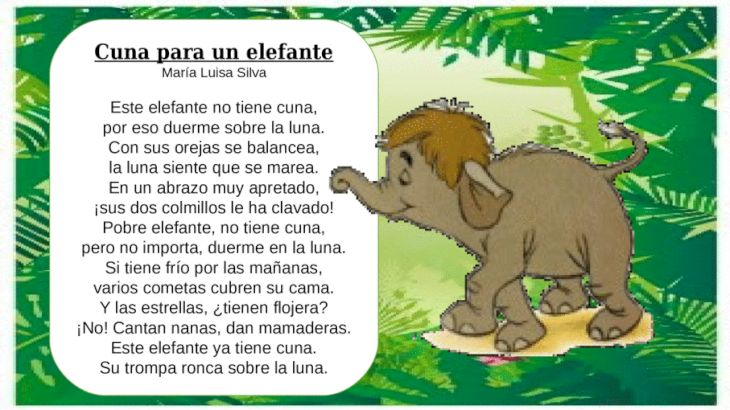 Cuna para un elefante
María Luisa Silva
Este elefante no tiene cuna,
por eso duerme sobre la luna.
Con sus orejas se balancea,
la luna siente que se marea.
En un abrazo muy apretado,
¡sus dos colmillos le ha clavado!
Pobre elefante, no tiene cuna,
pero no importa, duerme en la luna.
Si tiene frío por las mañanas,
varios cometas cubren su cama.
Y las estrellas, ¿tienen flojera?
¡No! Cantan nanas, dan mamaderas.
Este elefante ya tiene cuna.
Su trompa ronca sobre la luna.